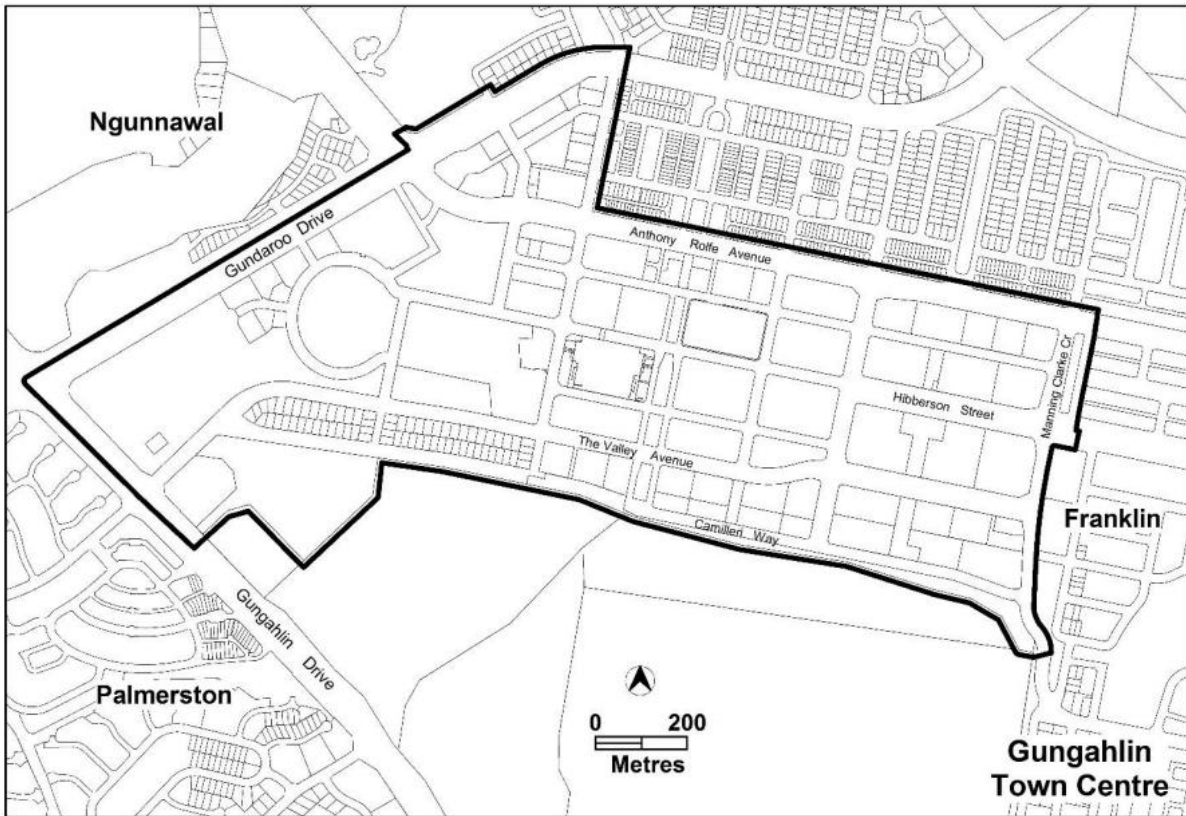 Ngunnawal
Gundaroo Drive
Anthony Rolfe Avenue
Manning Clarke Cr
Hibberson Street
The Valley Avenue
Camilleri Way
Franklin
Gungahlin Drive
Palmerston
0 200
Metres
Gungahlin
Town Centre